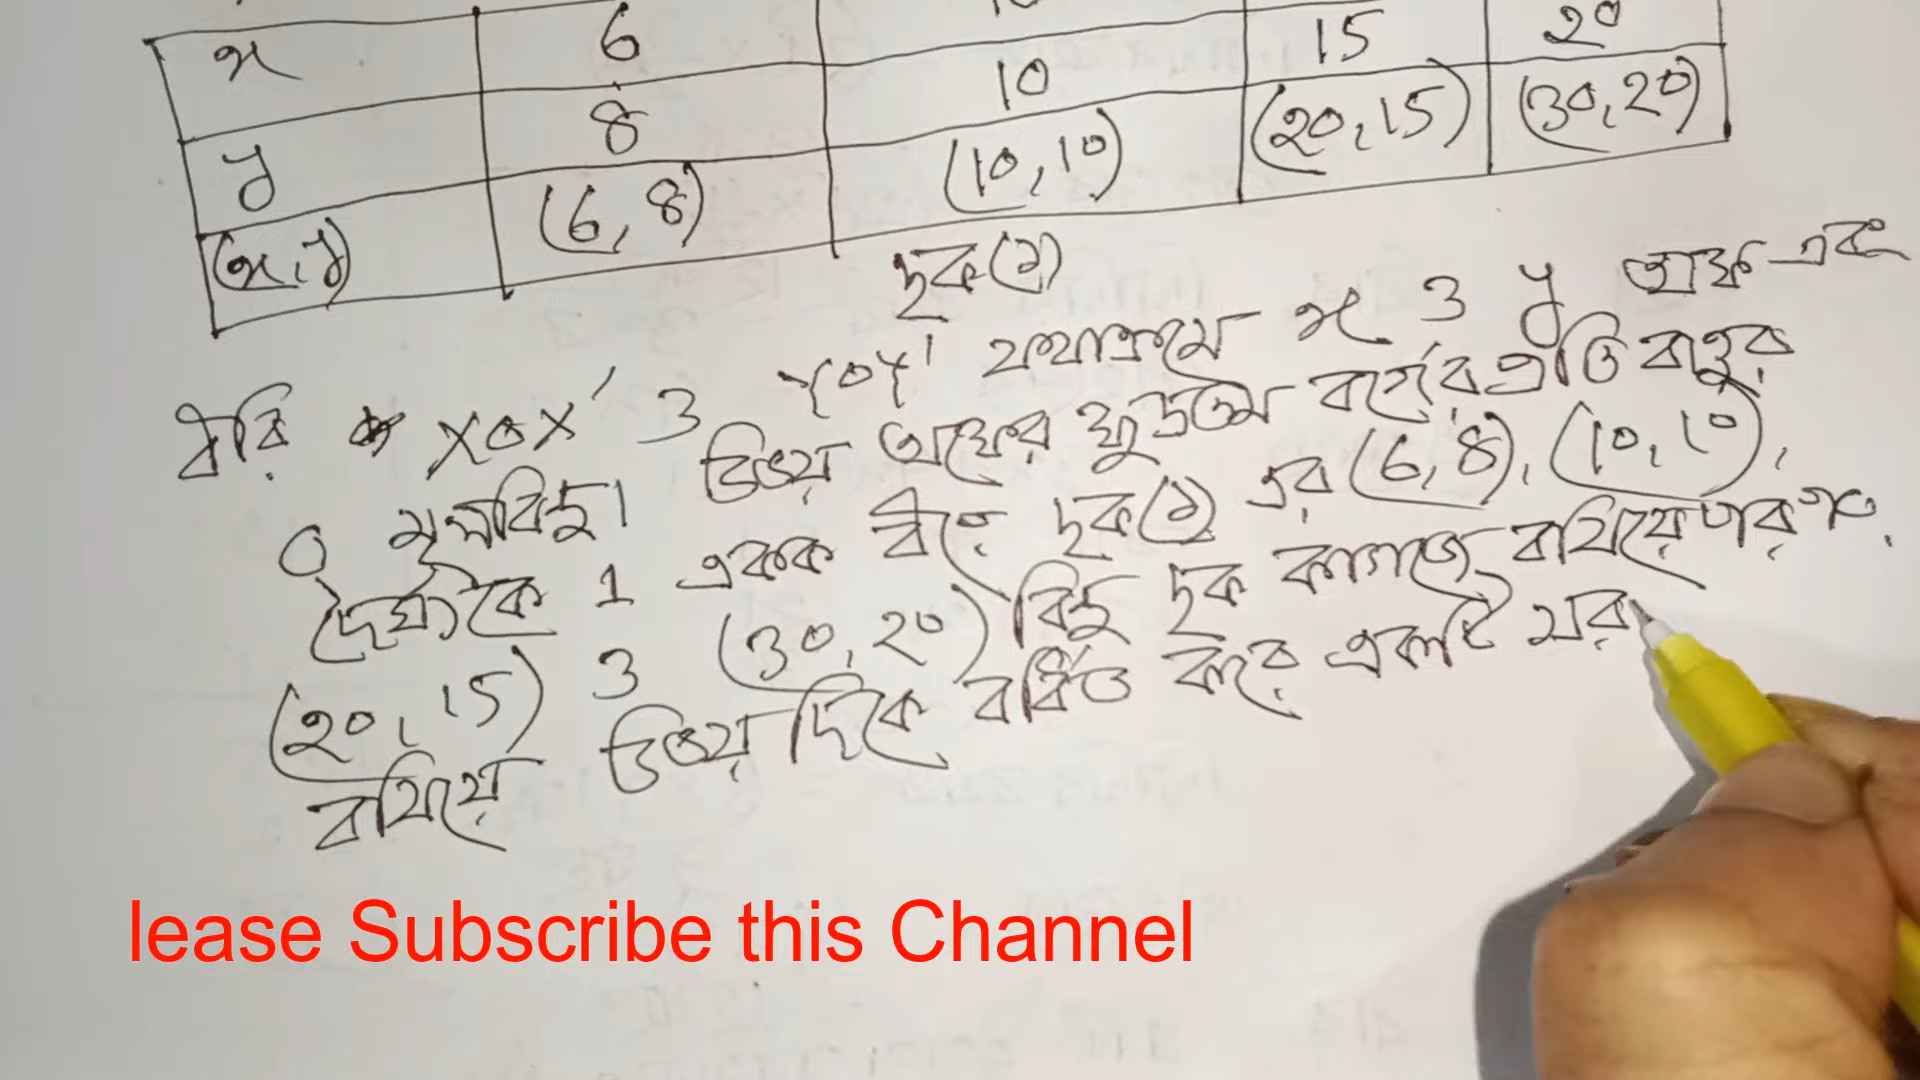 x 6 10 15 20
y 8 10
(x,y) (6,8) (10,10) (20,15) (30,20)
ছক(১)
ধরি XOX' ও YOY' যথাক্রমে x ও y অক্ষ এবং
O মূলবিন্দু। উভয় অক্ষের ক্ষুদ্রতম বর্গের প্রতি বাহুর
দৈর্ঘ্যকে 1 একক ধরে ছক(১) এর (6,8), (10,10),
(20,15) ও (30,20) বিন্দু ছক কাগজে বসিয়ে
বসিয়ে উভয় দিকে বর্ধিত করে একটি সর
lease Subscribe this Channel